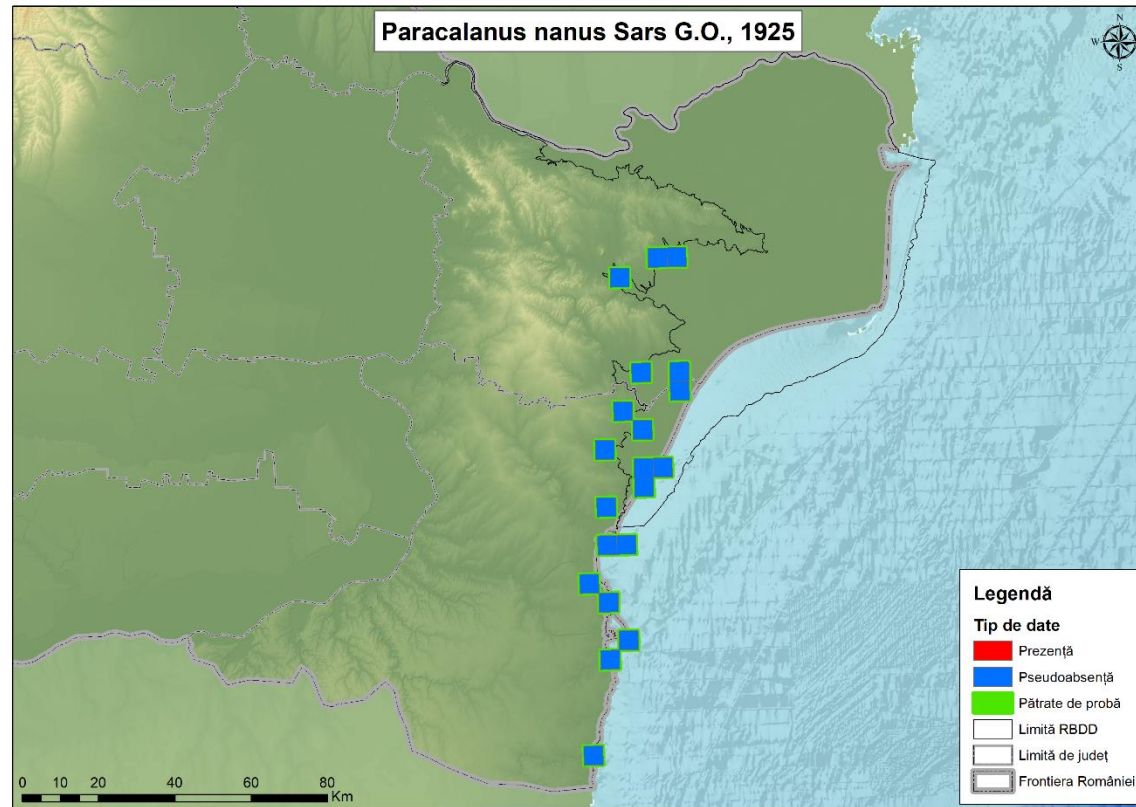 Paracalanus nanus Sars G.O., 1925
N
W E
S
Legendă
Tip de date
Prezență
Pseudoabsență
Pătrate de probă
Limită RBDD
Limită de județ
Frontiera României
0 10 20 40 60 80
Km